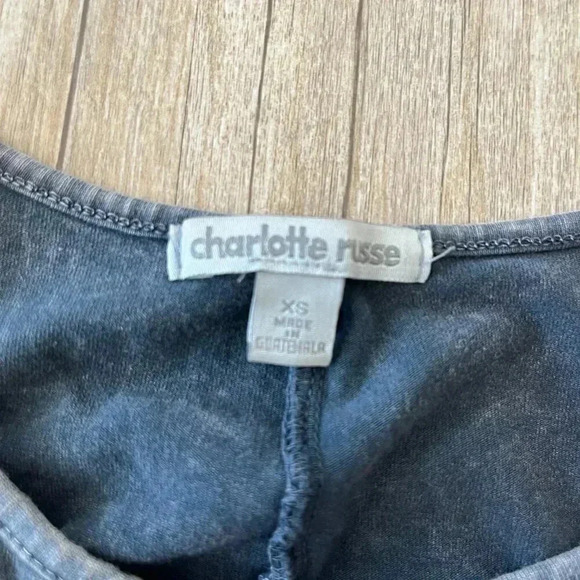 charlotte russe
XS
MADE
IN
GUATEMALA